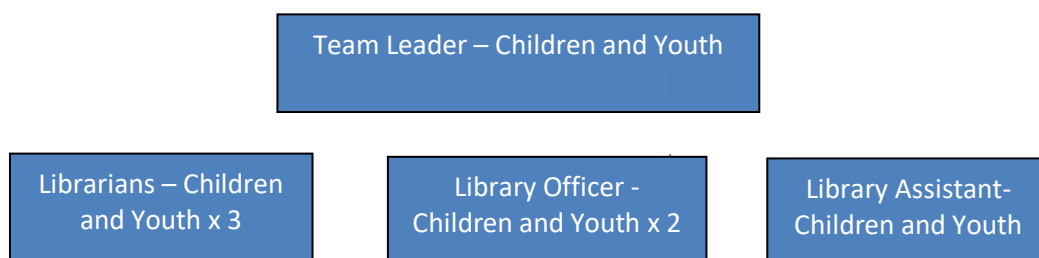 Team Leader – Children and Youth
Librarians – Children
and Youth x 3
Library Officer -
Children and Youth x 2
Library Assistant-
Children and Youth